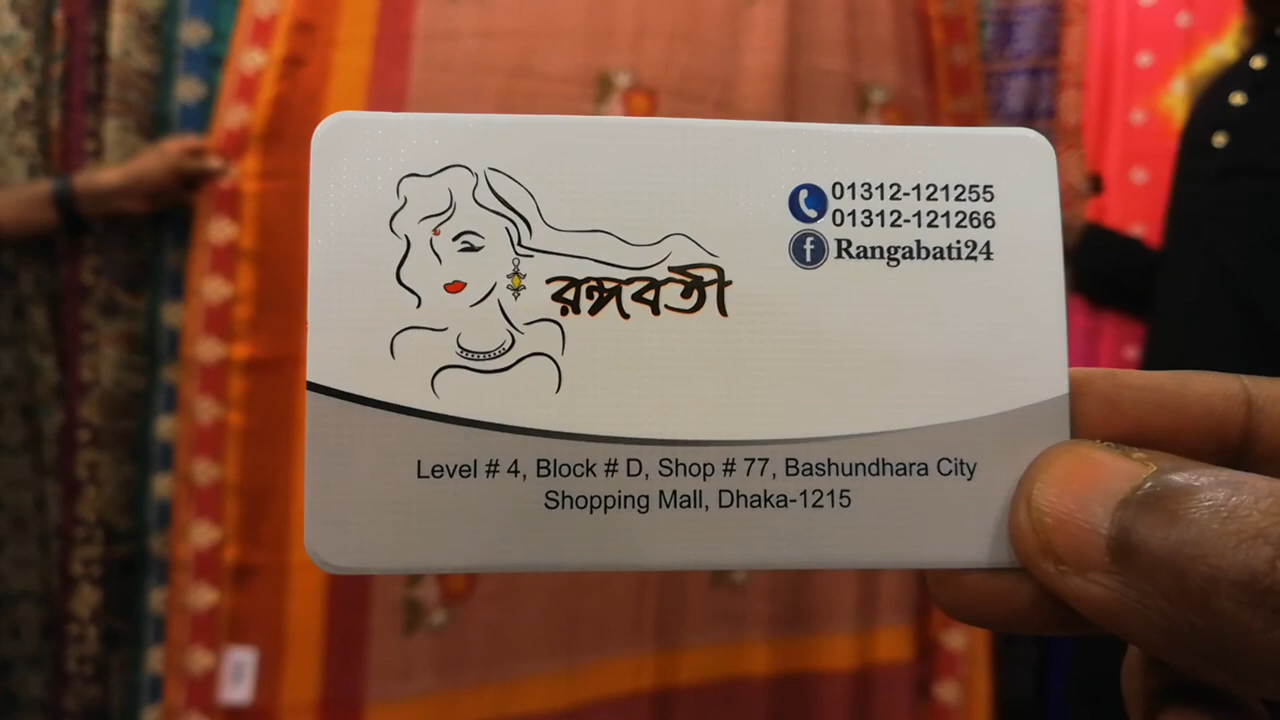 রঙ্গবতী
01312-121255
01312-121266
Rangabati24
Level # 4, Block # D, Shop # 77, Bashundhara City
Shopping Mall, Dhaka-1215